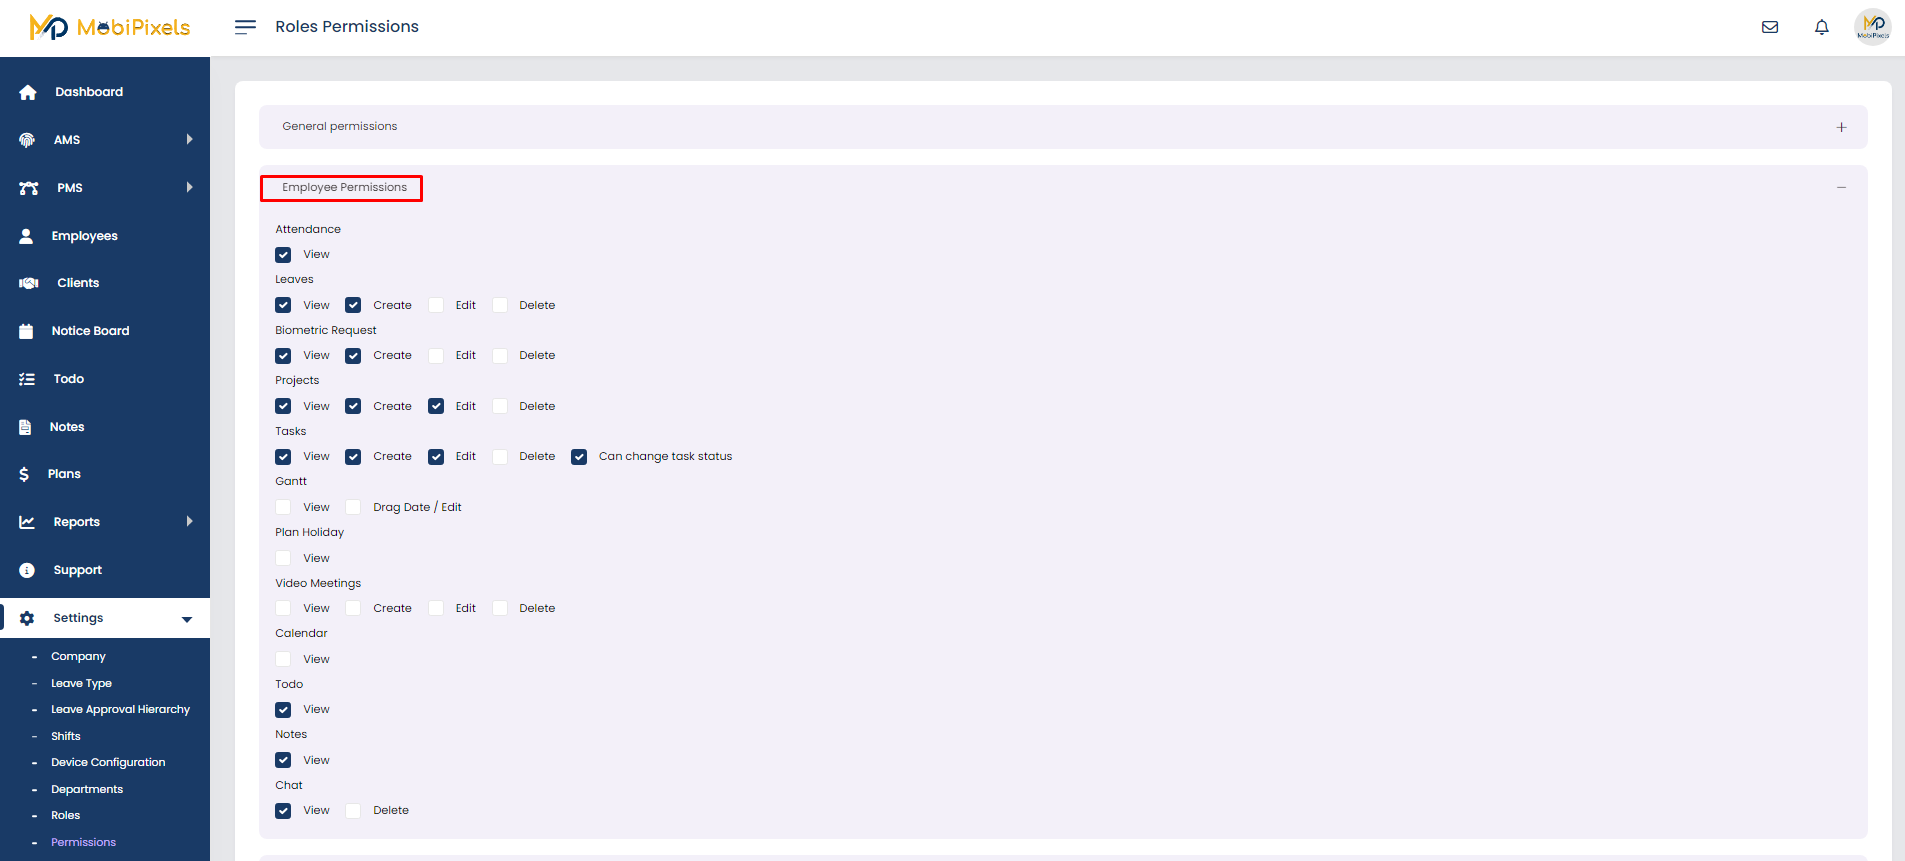 MobiPixels
Roles Permissions
MobiPixels
Dashboard
AMS
PMS
Employees
Clients
Notice Board
Todo
Notes
Plans
Reports
Support
Settings
- Company
- Leave Type
- Leave Approval Hierarchy
- Shifts
- Device Configuration
- Departments
- Roles
- Permissions
General permissions +
Employee Permissions −
Attendance
View
Leaves
View Create Edit Delete
Biometric Request
View Create Edit Delete
Projects
View Create Edit Delete
Tasks
View Create Edit Delete Can change task status
Gantt
View Drag Date / Edit
Plan Holiday
View
Video Meetings
View Create Edit Delete
Calendar
View
Todo
View
Notes
View
Chat
View Delete